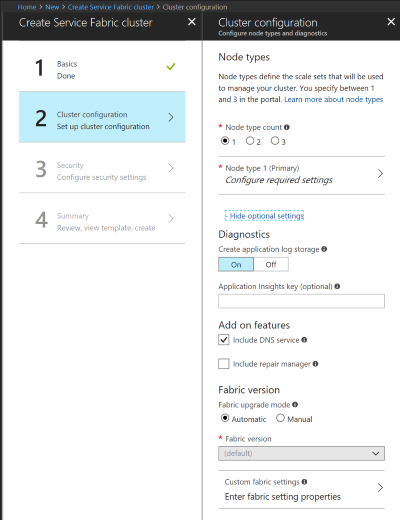 Home > New > Create Service Fabric cluster > Cluster configuration
Create Service Fabric cluster
1
Basics
Done
2
Cluster configuration
Set up cluster configuration
3
Security
Configure security settings
4
Summary
Review, view template, create
Cluster configuration
Configure node types and diagnostics
Node types
Node types define the scale sets that will be used
to manage your cluster. You specify between 1
and 3 in the portal. Learn more about node types
* Node type count
1 2 3
* Node type 1 (Primary)
Configure required settings
- Hide optional settings
Diagnostics
Create application log storage
On Off
Application Insights key (optional)
Add on features
Include DNS service
Include repair manager
Fabric version
Fabric upgrade mode
Automatic Manual
* Fabric version
(default)
Custom fabric settings
Enter fabric setting properties